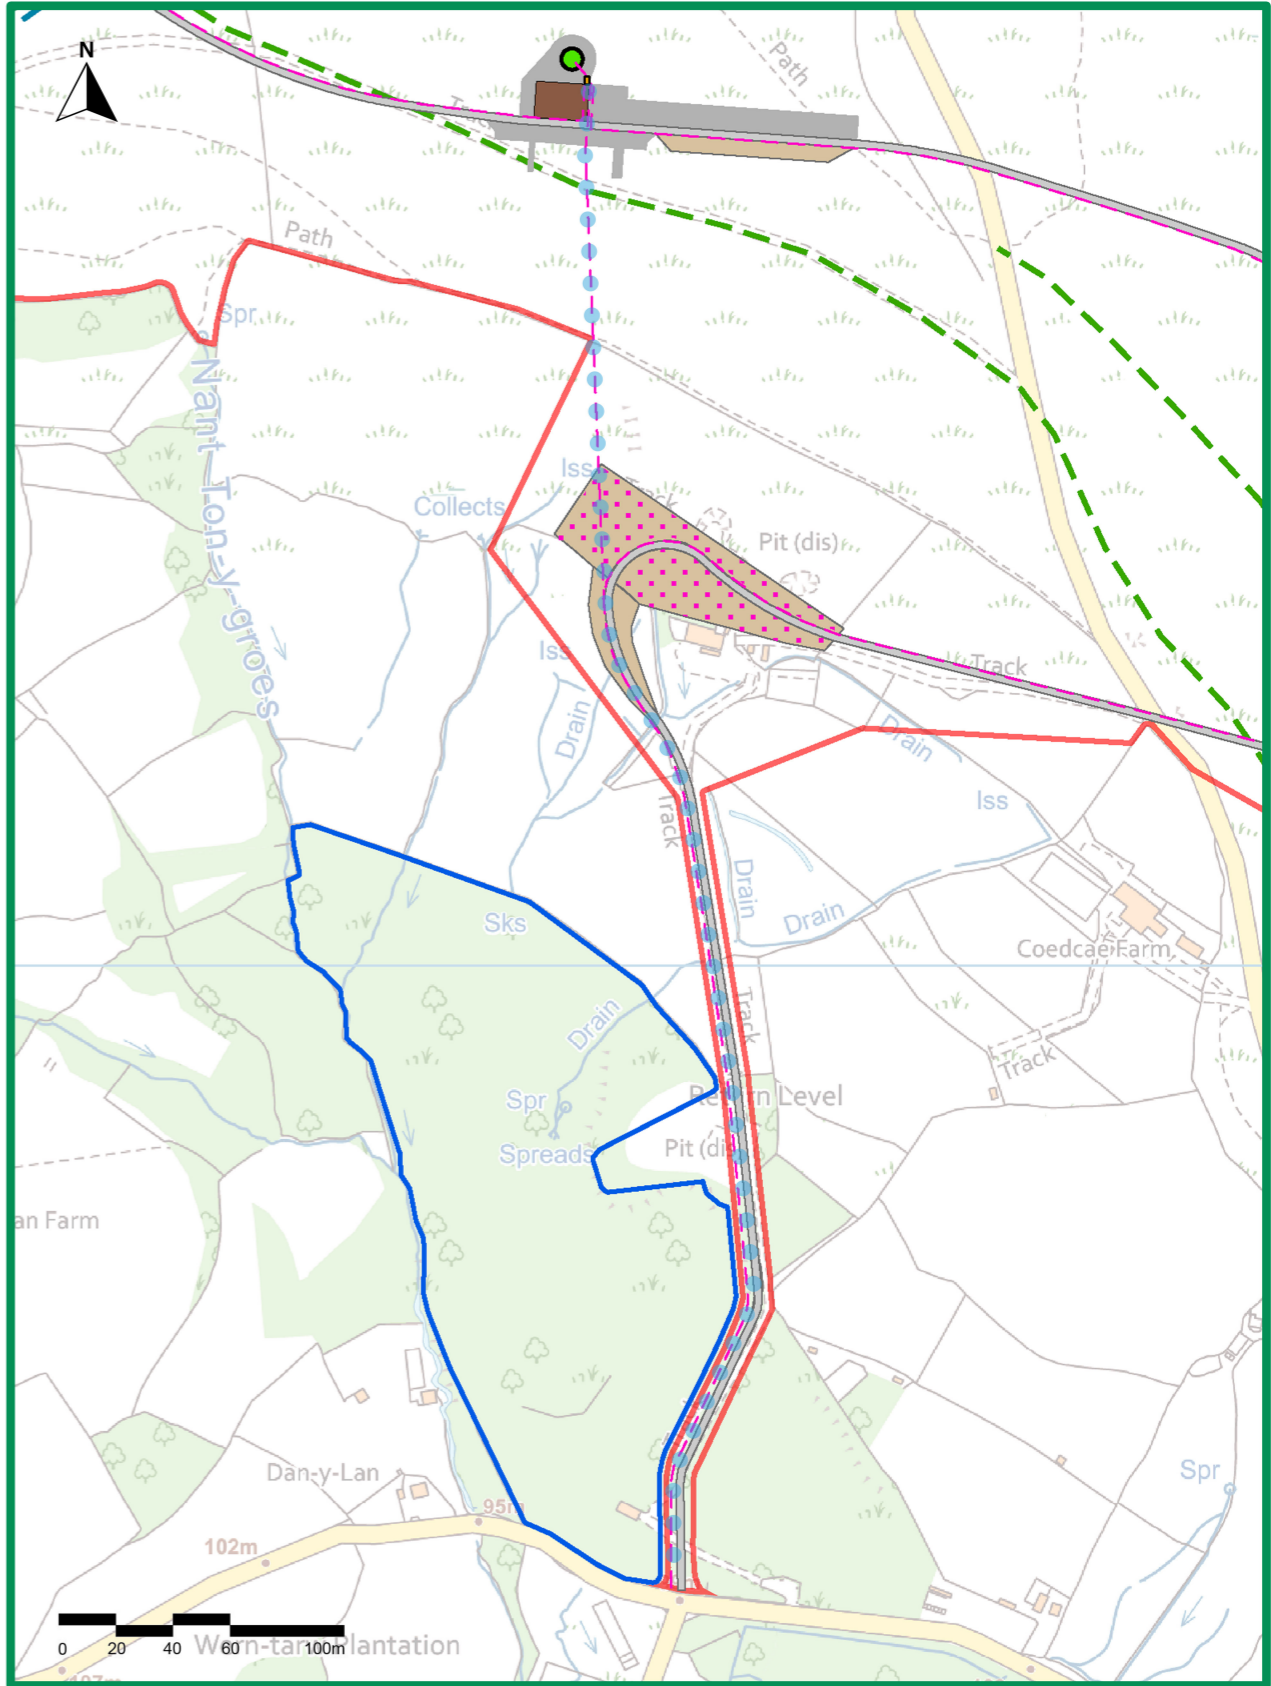 N
Path
Path
Spr
Nant Ton-y-groes
Iss
Track
Collects
Pit (dis)
Iss
Track
Drain
Drain
Iss
Track
Drain
Drain
Sks
Coedcae Farm
Drain
Track
Track
Spr
Spreads
Pit (dis
Level
an Farm
Dan-y-Lan
Spr
95m
102m
0 20 40 60 100m
Plantation